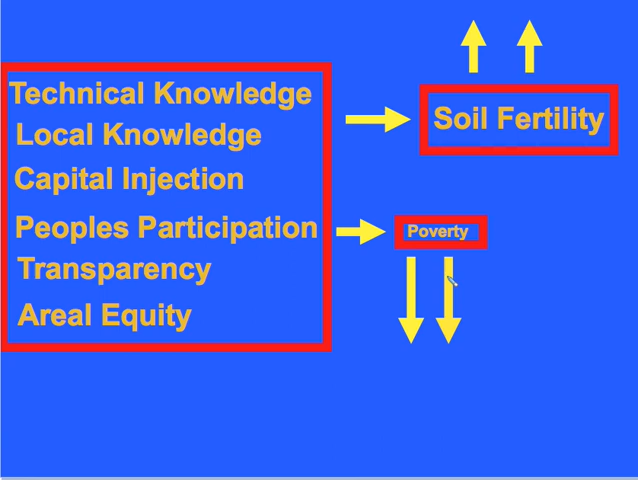 Technical Knowledge
Local Knowledge
Capital Injection
Peoples Participation
Transparency
Areal Equity
Soil Fertility
Poverty